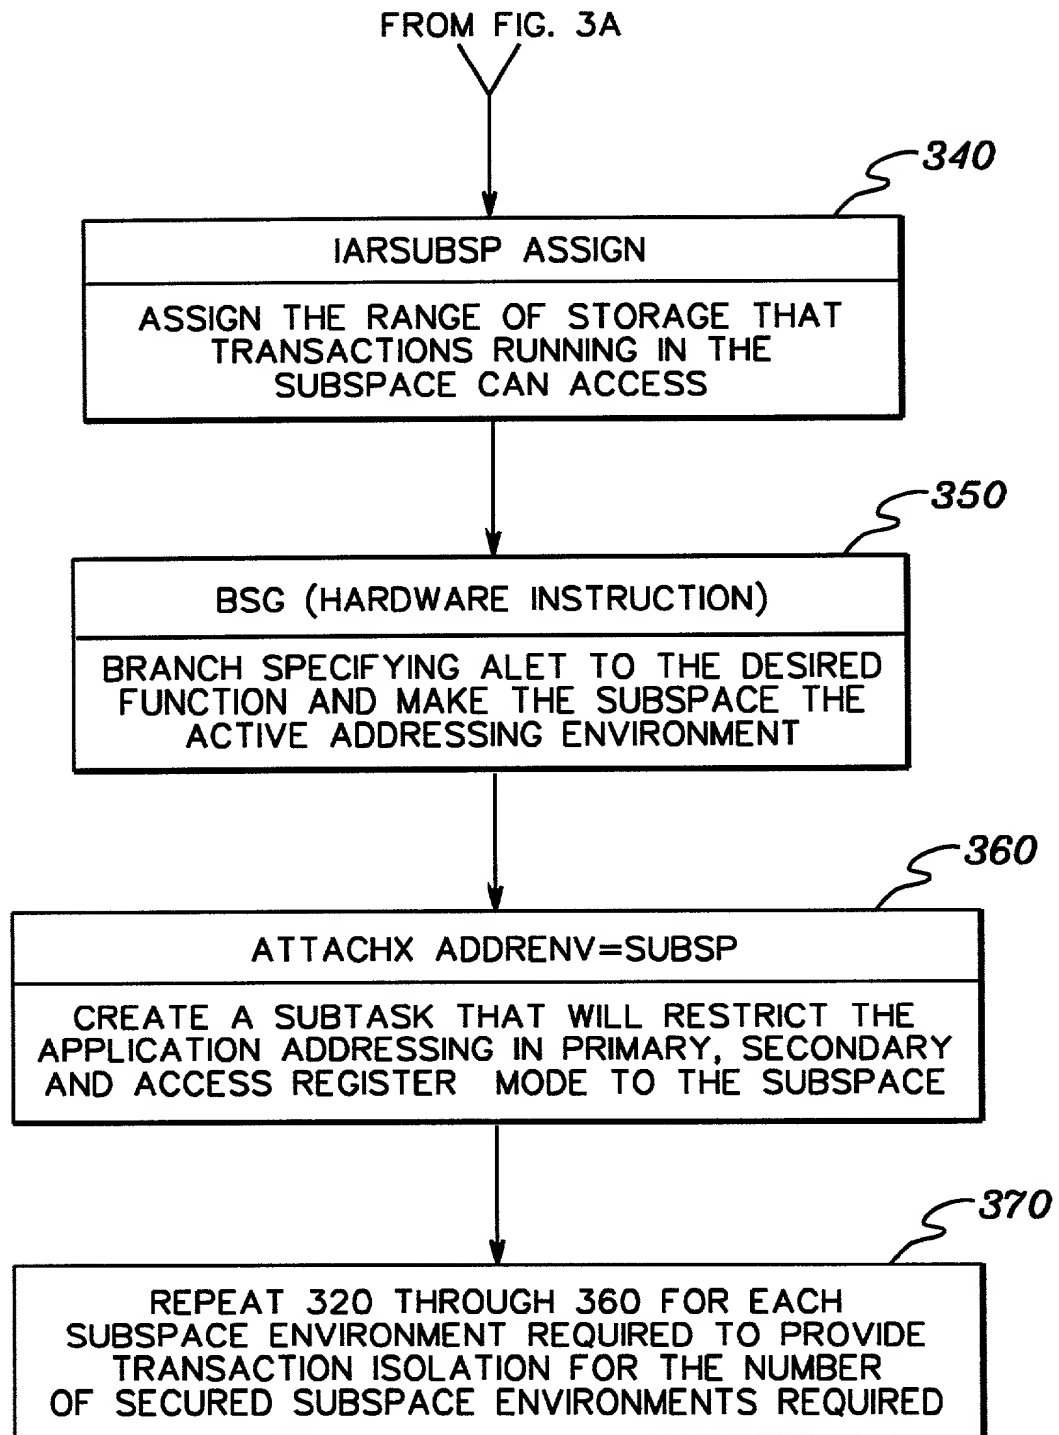 FROM FIG. 3A
340
IARSUBSP ASSIGN
ASSIGN THE RANGE OF STORAGE THAT
TRANSACTIONS RUNNING IN THE
SUBSPACE CAN ACCESS
350
BSG (HARDWARE INSTRUCTION)
BRANCH SPECIFYING ALET TO THE DESIRED
FUNCTION AND MAKE THE SUBSPACE THE
ACTIVE ADDRESSING ENVIRONMENT
360
ATTACHX ADDRENV=SUBSP
CREATE A SUBTASK THAT WILL RESTRICT THE
APPLICATION ADDRESSING IN PRIMARY, SECONDARY
AND ACCESS REGISTER MODE TO THE SUBSPACE
370
REPEAT 320 THROUGH 360 FOR EACH
SUBSPACE ENVIRONMENT REQUIRED TO PROVIDE
TRANSACTION ISOLATION FOR THE NUMBER
OF SECURED SUBSPACE ENVIRONMENTS REQUIRED